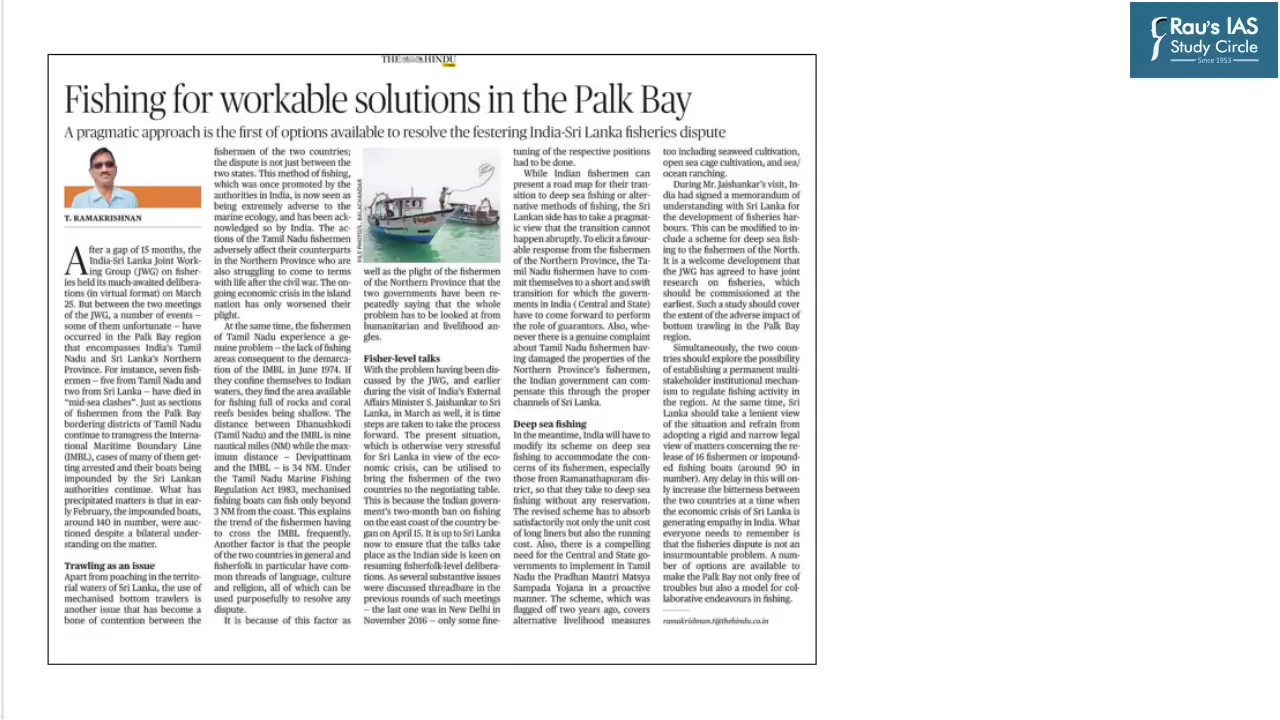 Rau's IAS
Study Circle
Since 1953
THE HINDU
Fishing for workable solutions in the Palk Bay
A pragmatic approach is the first of options available to resolve the festering India-Sri Lanka fisheries dispute
T. RAMAKRISHNAN
After a gap of 15 months, the
India-Sri Lanka Joint Work-
ing Group (JWG) on fisher-
ies held its much-awaited delibera-
tions (in virtual format) on March
25. But between the two meetings
of the JWG, a number of events –
some of them unfortunate – have
occurred in the Palk Bay region
that encompasses India's Tamil
Nadu and Sri Lanka's Northern
Province. For instance, seven fish-
ermen – five from Tamil Nadu and
two from Sri Lanka – have died in
"mid-sea clashes". Just as sections
of fishermen from the Palk Bay
bordering districts of Tamil Nadu
continue to transgress the Interna-
tional Maritime Boundary Line
(IMBL), cases of many of them get-
ting arrested and their boats being
impounded by the Sri Lankan
authorities continue. What has
precipitated matters is that in ear-
ly February, the impounded boats,
around 140 in number, were auc-
tioned despite a bilateral under-
standing on the matter.
Trawling as an issue
Apart from poaching in the territo-
rial waters of Sri Lanka, the use of
mechanised bottom trawlers is
another issue that has become a
bone of contention between the
fishermen of the two countries;
the dispute is not just between the
two states. This method of fishing,
which was once promoted by the
authorities in India, is now seen as
being extremely adverse to the
marine ecology, and has been ack-
nowledged so by India. The ac-
tions of the Tamil Nadu fishermen
adversely affect their counterparts
in the Northern Province who are
also struggling to come to terms
with life after the civil war. The on-
going economic crisis in the island
nation has only worsened their
plight.
At the same time, the fishermen
of Tamil Nadu experience a ge-
nuine problem – the lack of fishing
areas consequent to the demarca-
tion of the IMBL in June 1974. If
they confine themselves to Indian
waters, they find the area available
for fishing full of rocks and coral
reefs besides being shallow. The
distance between Dhanushkodi
(Tamil Nadu) and the IMBL is nine
nautical miles (NM) while the max-
imum distance – Devipattinam
and the IMBL – is 34 NM. Under
the Tamil Nadu Marine Fishing
Regulation Act 1983, mechanised
fishing boats can fish only beyond
3 NM from the coast. This explains
the trend of the fishermen having
to cross the IMBL frequently.
Another factor is that the people
of the two countries in general and
fisherfolk in particular have com-
mon threads of language, culture
and religion, all of which can be
used purposefully to resolve any
dispute.
It is because of this factor as
FILE PHOTO/L. BALACHANDAR
well as the plight of the fishermen
of the Northern Province that the
two governments have been re-
peatedly saying that the whole
problem has to be looked at from
humanitarian and livelihood an-
gles.
Fisher-level talks
With the problem having been dis-
cussed by the JWG, and earlier
during the visit of India's External
Affairs Minister S. Jaishankar to Sri
Lanka, in March as well, it is time
steps are taken to take the process
forward. The present situation,
which is otherwise very stressful
for Sri Lanka in view of the eco-
nomic crisis, can be utilised to
bring the fishermen of the two
countries to the negotiating table.
This is because the Indian govern-
ment's two-month ban on fishing
on the east coast of the country be-
gan on April 15. It is up to Sri Lanka
now to ensure that the talks take
place as the Indian side is keen on
resuming fisherfolk-level delibera-
tions. As several substantive issues
were discussed threadbare in the
previous rounds of such meetings
– the last one was in New Delhi in
November 2016 – only some fine-
tuning of the respective positions
had to be done.
While Indian fishermen can
present a road map for their tran-
sition to deep sea fishing or alter-
native methods of fishing, the Sri
Lankan side has to take a pragmat-
ic view that the transition cannot
happen abruptly. To elicit a favour-
able response from the fishermen
of the Northern Province, the Ta-
mil Nadu fishermen have to com-
mit themselves to a short and swift
transition for which the govern-
ments in India ( Central and State)
have to come forward to perform
the role of guarantors. Also, whe-
never there is a genuine complaint
about Tamil Nadu fishermen hav-
ing damaged the properties of the
Northern Province's fishermen,
the Indian government can com-
pensate this through the proper
channels of Sri Lanka.
Deep sea fishing
In the meantime, India will have to
modify its scheme on deep sea
fishing to accommodate the con-
cerns of its fishermen, especially
those from Ramanathapuram dis-
trict, so that they take to deep sea
fishing without any reservation.
The revised scheme has to absorb
satisfactorily not only the unit cost
of long liners but also the running
cost. Also, there is a compelling
need for the Central and State go-
vernments to implement in Tamil
Nadu the Pradhan Mantri Matsya
Sampada Yojana in a proactive
manner. The scheme, which was
flagged off two years ago, covers
alternative livelihood measures
too including seaweed cultivation,
open sea cage cultivation, and sea/
ocean ranching.
During Mr. Jaishankar's visit, In-
dia had signed a memorandum of
understanding with Sri Lanka for
the development of fisheries har-
bours. This can be modified to in-
clude a scheme for deep sea fish-
ing to the fishermen of the North.
It is a welcome development that
the JWG has agreed to have joint
research on fisheries, which
should be commissioned at the
earliest. Such a study should cover
the extent of the adverse impact of
bottom trawling in the Palk Bay
region.
Simultaneously, the two coun-
tries should explore the possibility
of establishing a permanent multi-
stakeholder institutional mechan-
ism to regulate fishing activity in
the region. At the same time, Sri
Lanka should take a lenient view
of the situation and refrain from
adopting a rigid and narrow legal
view of matters concerning the re-
lease of 16 fishermen or impound-
ed fishing boats (around 90 in
number). Any delay in this will on-
ly increase the bitterness between
the two countries at a time when
the economic crisis of Sri Lanka is
generating empathy in India. What
everyone needs to remember is
that the fisheries dispute is not an
insurmountable problem. A num-
ber of options are available to
make the Palk Bay not only free of
troubles but also a model for col-
laborative endeavours in fishing.
ramakrishnan.t@thehindu.co.in